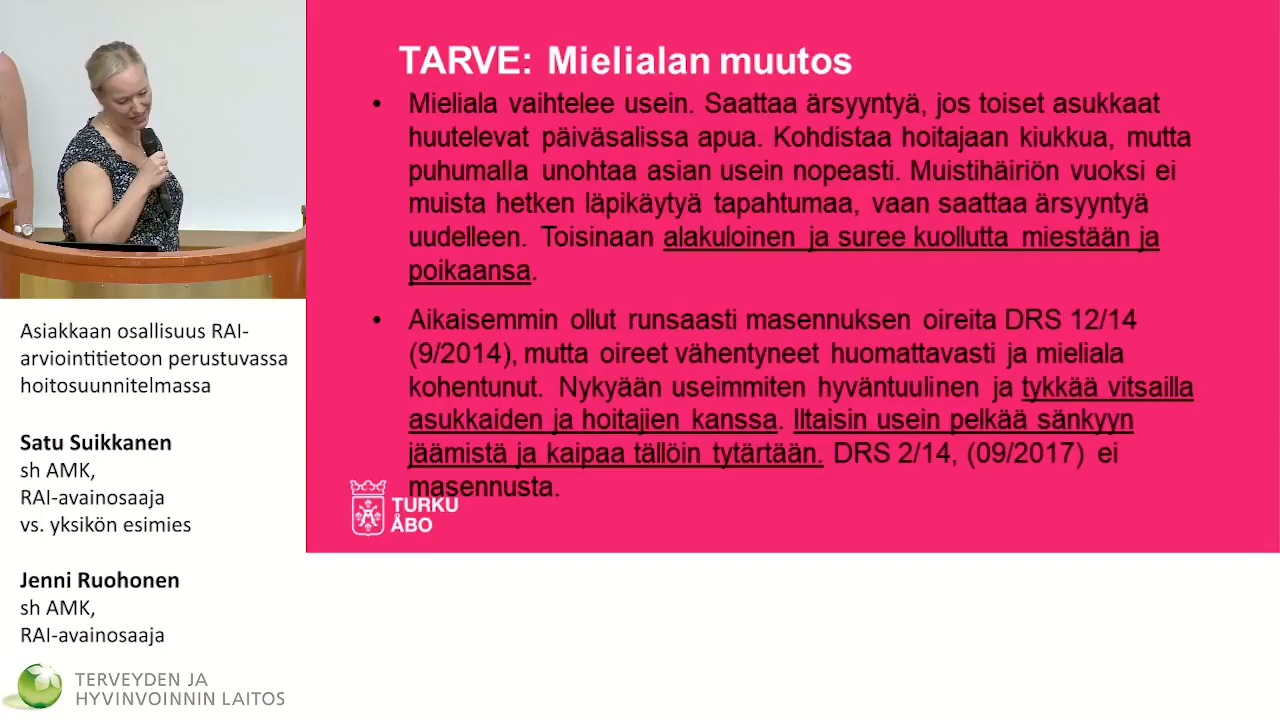 TARVE: Mielialan muutos
• Mieliala vaihtelee usein. Saattaa ärsyyntyä, jos toiset asukkaat
huutelevat päiväsalissa apua. Kohdistaa hoitajaan kiukkua, mutta
puhumalla unohtaa asian usein nopeasti. Muistihäiriön vuoksi ei
muista hetken läpikäytyä tapahtumaa, vaan saattaa ärsyyntyä
uudelleen. Toisinaan alakuloinen ja suree kuollutta miestään ja
poikaansa.
• Aikaisemmin ollut runsaasti masennuksen oireita DRS 12/14
(9/2014), mutta oireet vähentyneet huomattavasti ja mieliala
kohentunut. Nykyään useimmiten hyväntuulinen ja tykkää vitsailla
asukkaiden ja hoitajien kanssa. Iltaisin usein pelkää sänkyyn
jäämistä ja kaipaa tällöin tytärtään. DRS 2/14, (09/2017) ei
masennusta.
TURKU
ÅBO
Asiakkaan osallisuus RAI-
arviointitietoon perustuvassa
hoitosuunnitelmassa
Satu Suikkanen
sh AMK,
RAI-avainosaaja
vs. yksikön esimies
Jenni Ruohonen
sh AMK,
RAI-avainosaaja
TERVEYDEN JA
HYVINVOINNIN LAITOS